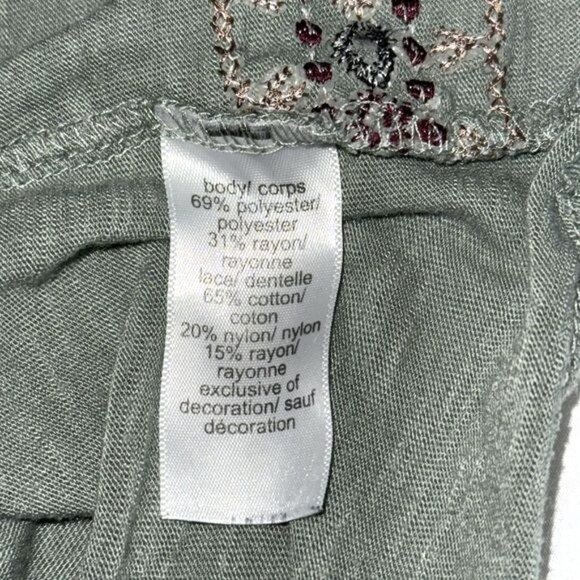 body/ corps
69% polyester/
polyester
31% rayon/
rayonne
laca/ dentelle
65% cotton/
coton
20% nylon/ nylon
15% rayon/
rayonne
exclusive of
decoration/ sauf
décoration